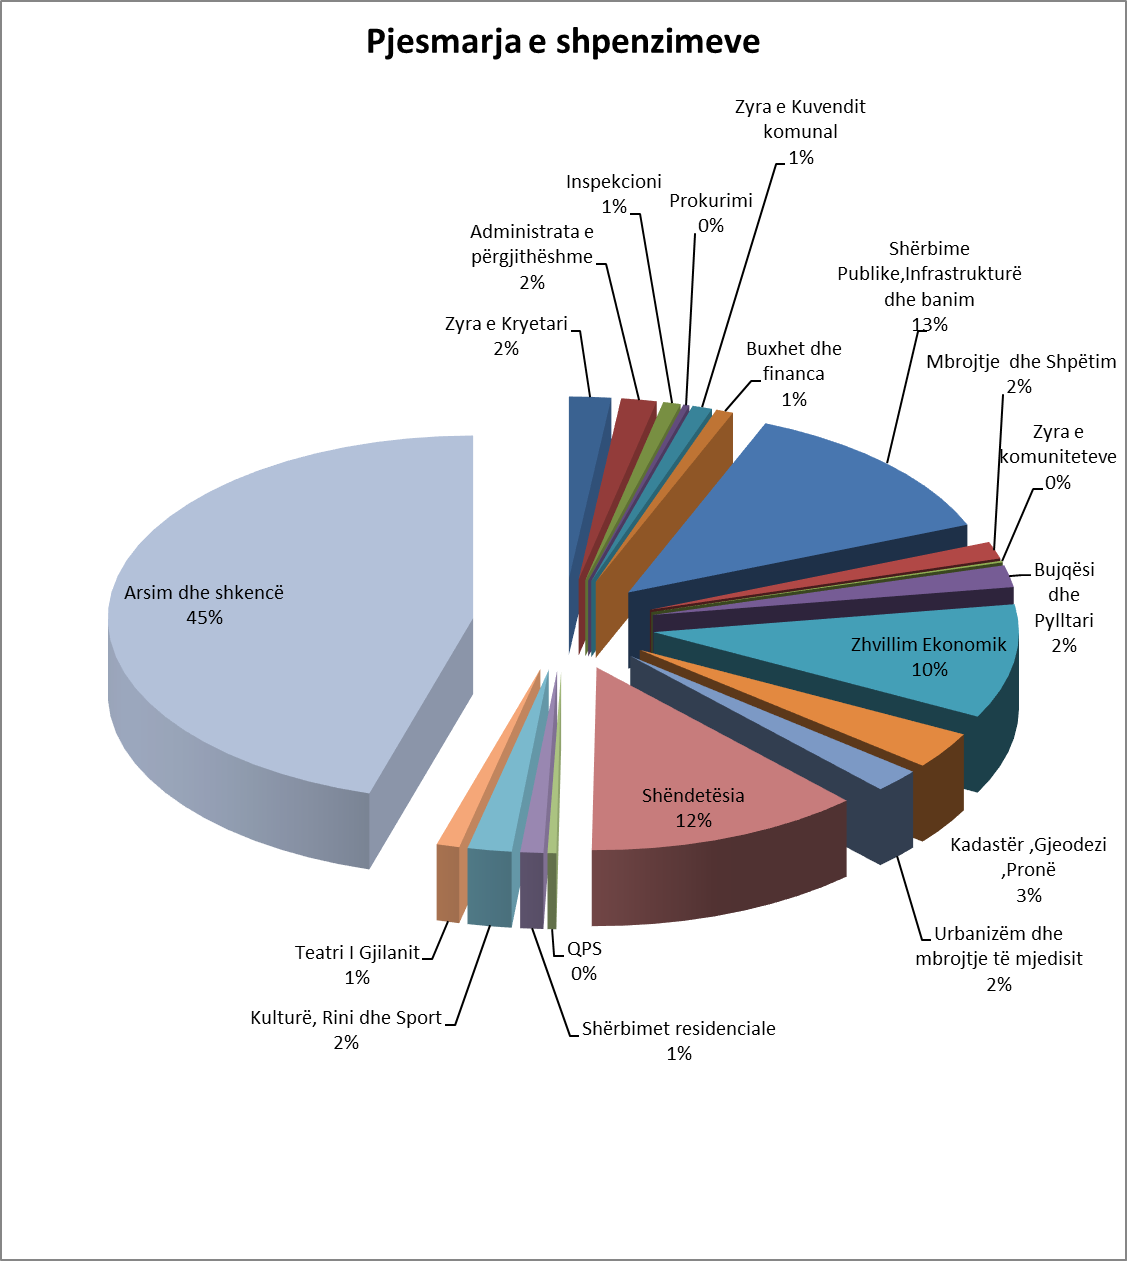 Pjesmarja e shpenzimeve
Zyra e Kuvendit
komunal
1%
Inspekcioni
1%
Prokurimi
0%
Administrata e
përgjithëshme
2%
Zyra e Kryetari
2%
Shërbime
Publike,Infrastrukturë
dhe banim
13%
Buxhet dhe
financa
1%
Mbrojtje  dhe Shpëtim
2%
Zyra e
komuniteteve
0%
Bujqësi
dhe
Pylltari
2%
Arsim dhe shkencë
45%
Zhvillim Ekonomik
10%
Shëndetësia
12%
Kadastër ,Gjeodezi
,Pronë
3%
Urbanizëm dhe
mbrojtje të mjedisit
2%
Teatri I Gjilanit
1%
QPS
0%
Kulturë, Rini dhe Sport
2%
Shërbimet residenciale
1%